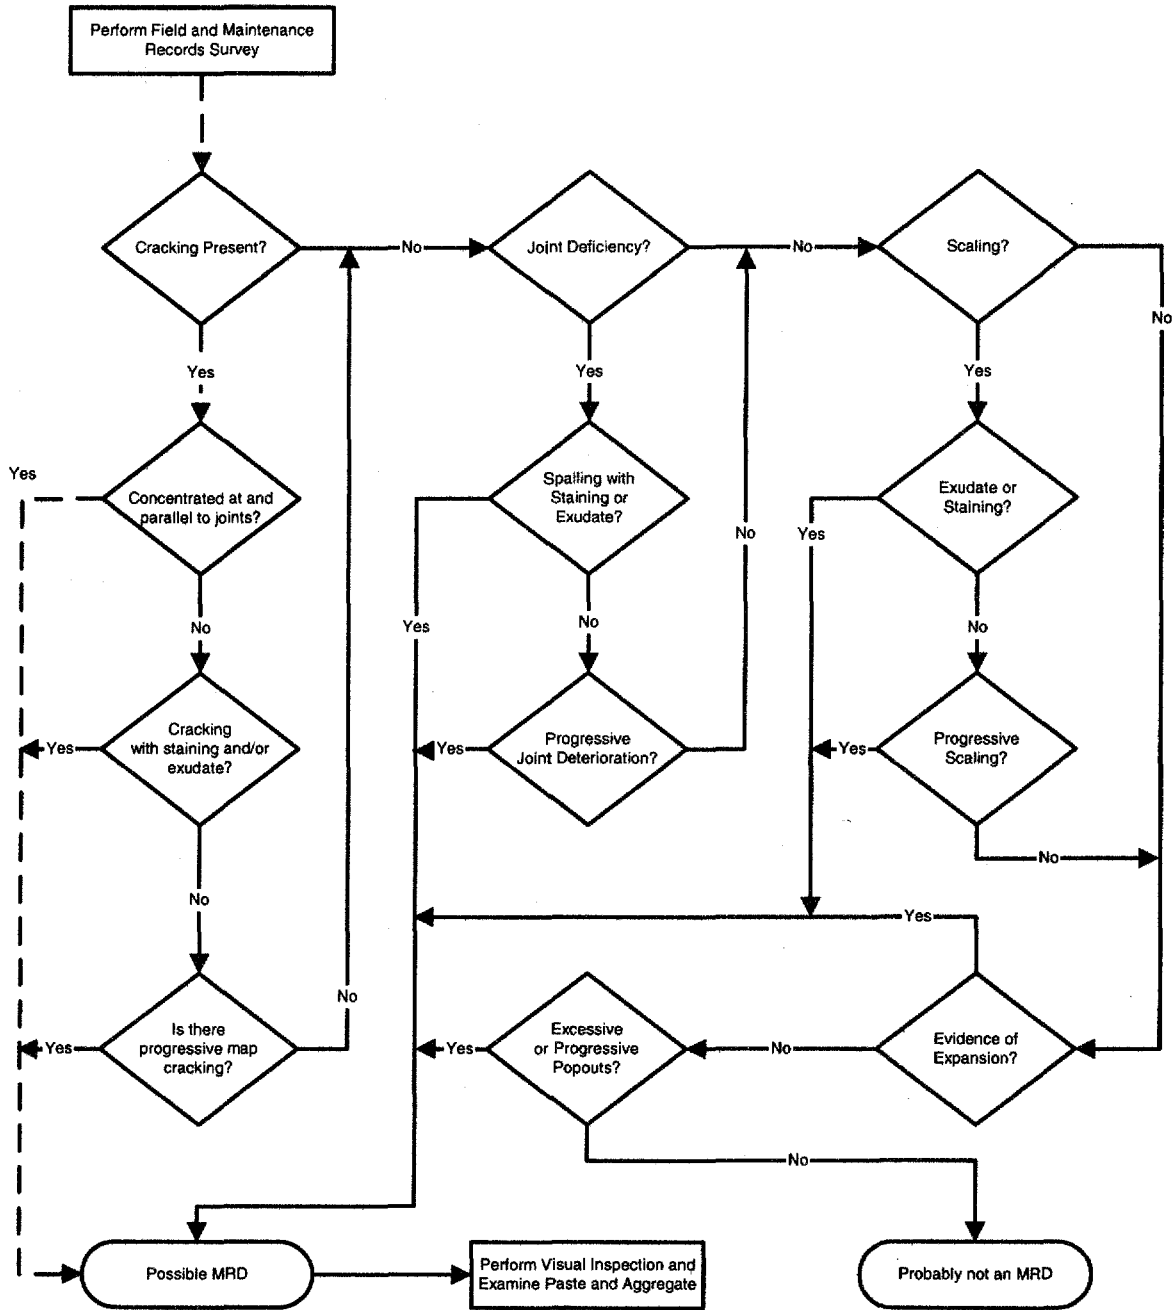 Perform Field and Maintenance
Records Survey
Cracking Present?
No
Joint Deficiency?
No
Scaling?
No
Yes
Yes
Yes
Yes
Concentrated at and
parallel to joints?
Spalling with
Staining or
Exudate?
No
Yes
Exudate or
Staining?
No
Yes
No
No
Yes
Cracking
with staining and/or
exudate?
Yes
Progressive
Joint Deterioration?
Yes
Progressive
Scaling?
No
No
Yes
No
Yes
Is there
progressive map
cracking?
Yes
Excessive
or Progressive
Popouts?
No
Evidence of
Expansion?
No
Possible MRD
Perform Visual Inspection and
Examine Paste and Aggregate
Probably not an MRD